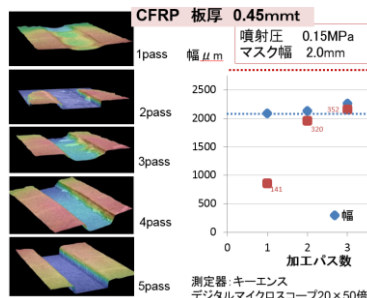 CFRP 板厚 0.45mmt
噴射圧 0.15MPa
マスク幅 2.0mm
1pass
2pass
3pass
4pass
5pass
幅μm
2500
2000
1500
1000
500
0
141
320
352
0 1 2 3
幅
加工パス数
測定器:キーエンス
デジタルマイクロスコープ20×50倍